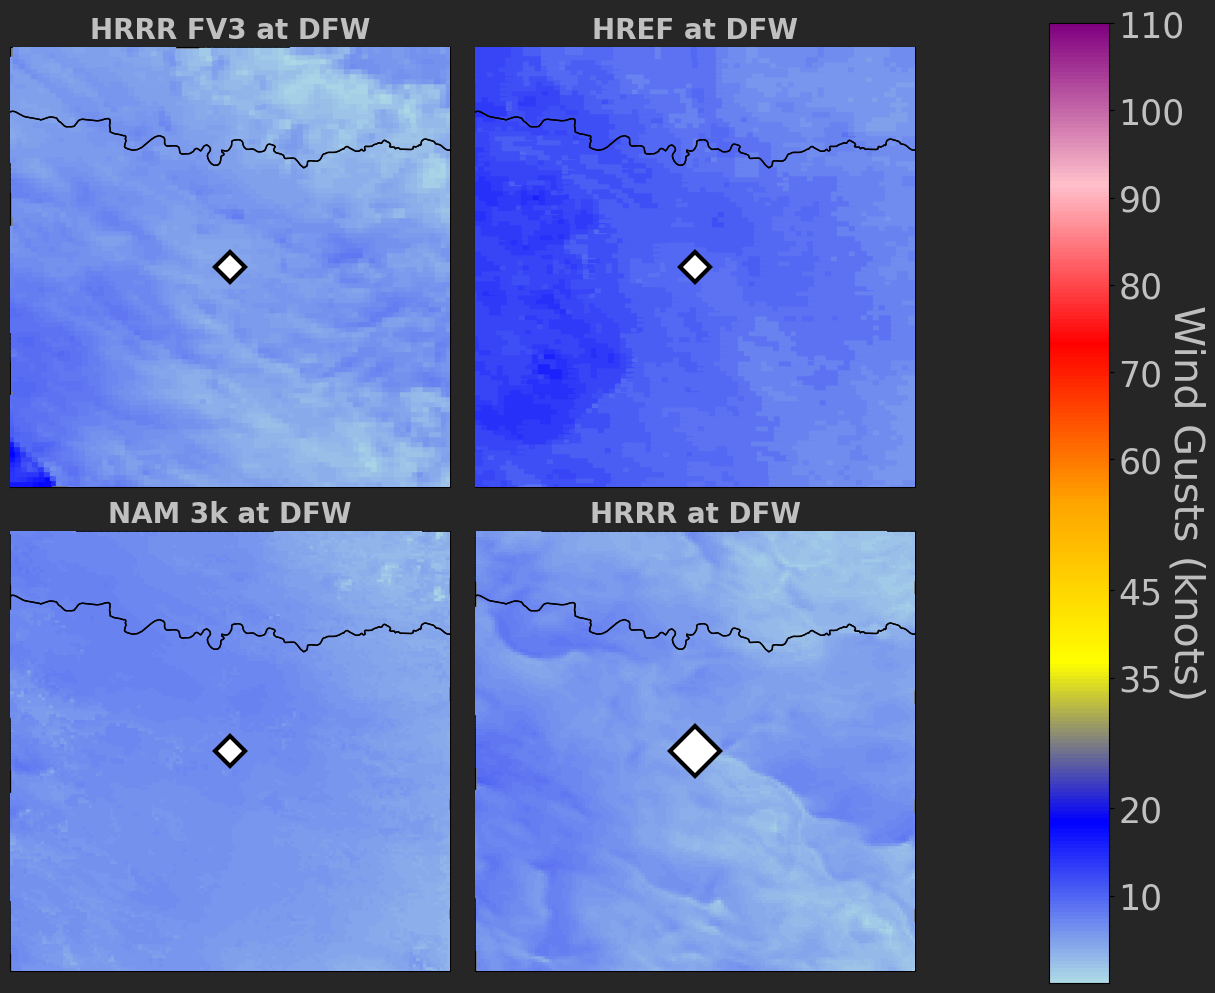 HRRR FV3 at DFW
HREF at DFW
NAM 3k at DFW
HRRR at DFW
110
100
90
80
70
60
45
35
20
10
Wind Gusts (knots)